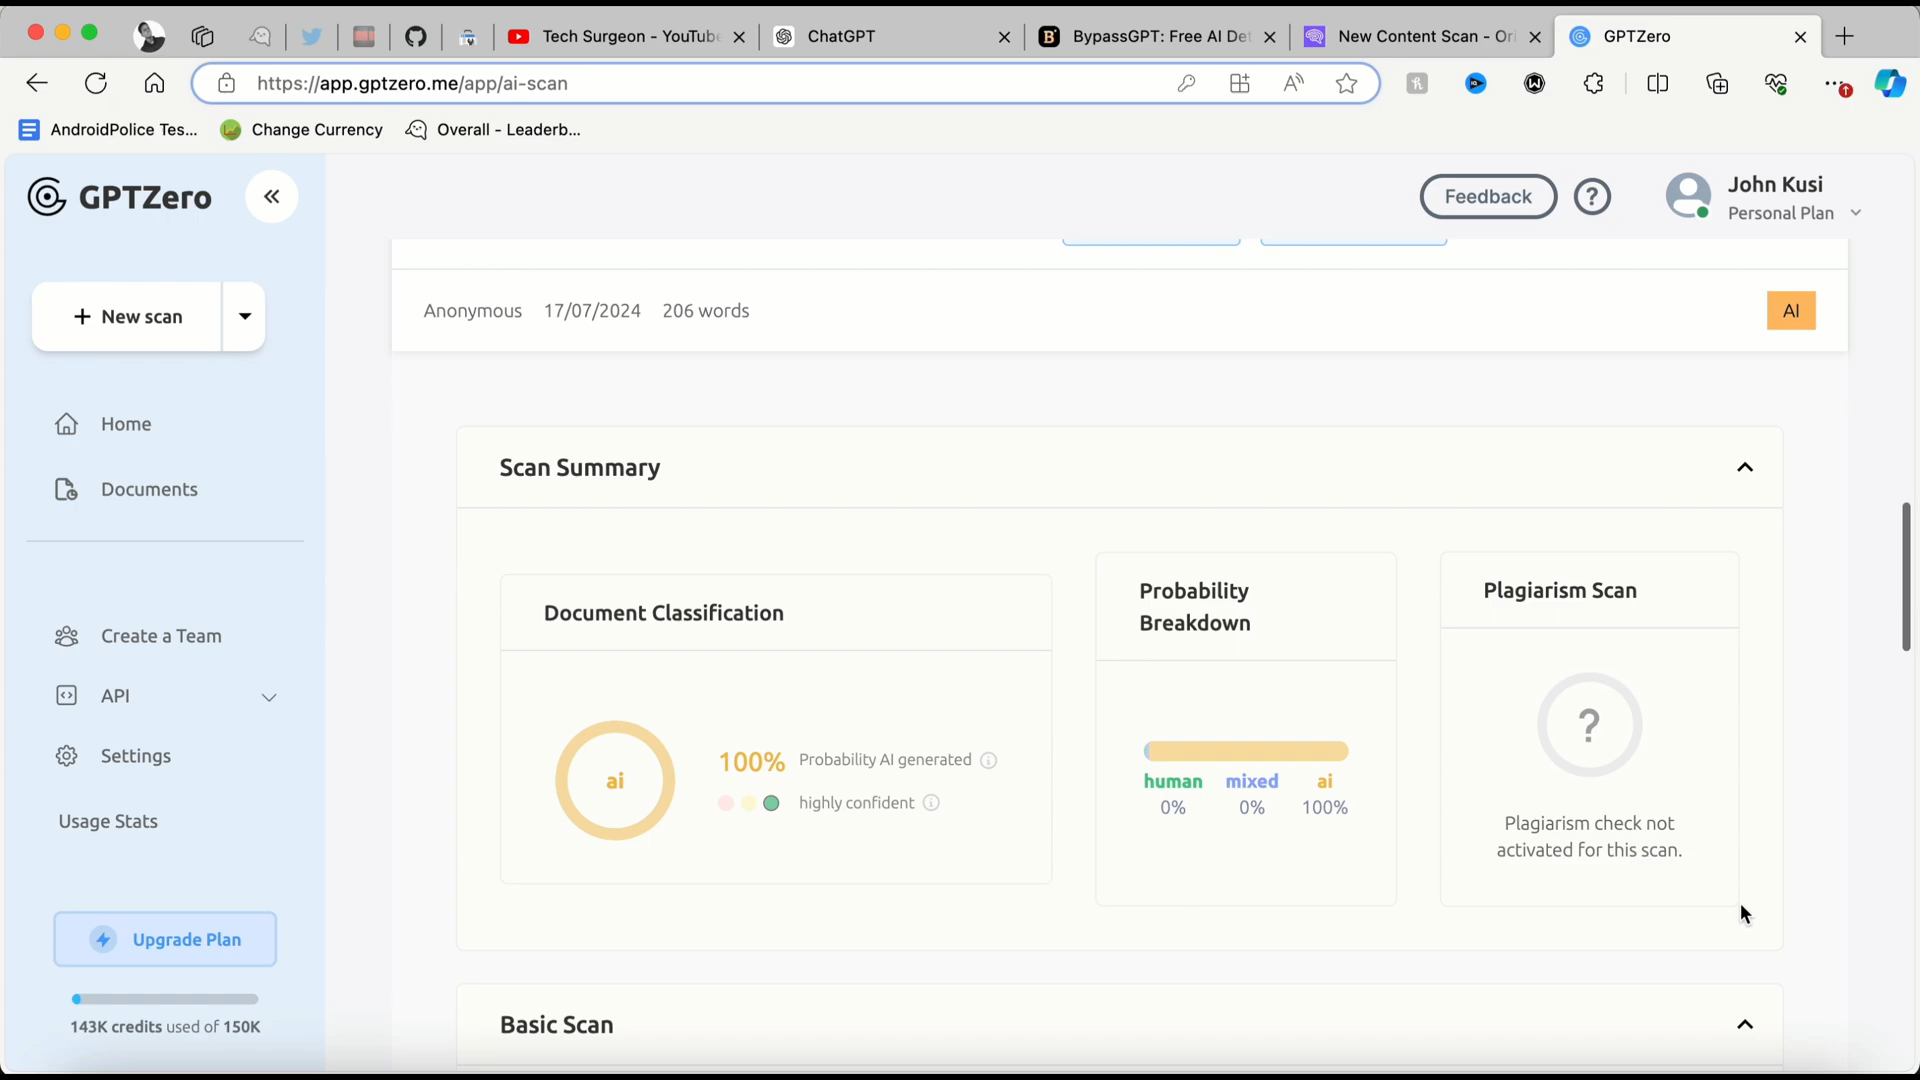 Tech Surgeon - YouTube
ChatGPT
BypassGPT: Free AI Det
New Content Scan - Ori
GPTZero
https://app.gptzero.me/app/ai-scan
AndroidPolice Tes...
Change Currency
Overall - Leaderb...
GPTZero
Feedback
?
John Kusi
Personal Plan
+ New scan
Anonymous 17/07/2024 206 words
AI
Home
Documents
Create a Team
API
Settings
Usage Stats
Upgrade Plan
143K credits used of 150K
Scan Summary
Document Classification
ai
100% Probability AI generated
highly confident
Probability
Breakdown
human mixed ai
0% 0% 100%
Plagiarism Scan
?
Plagiarism check not
activated for this scan.
Basic Scan